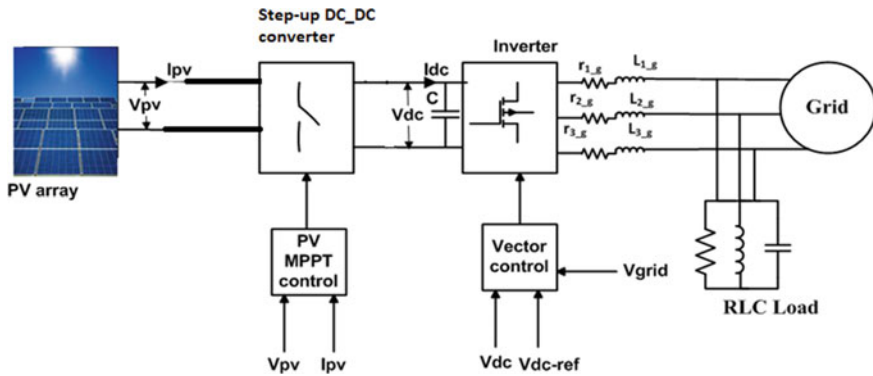 Step-up DC_DC
converter
Ipv
Vpv
PV array
Idc
C
Vdc
Inverter
r1_g
L1_g
r2_g
L2_g
r3_g
L3_g
Grid
PV
MPPT
control
Vector
control
Vgrid
RLC Load
Vpv
Ipv
Vdc
Vdc-ref